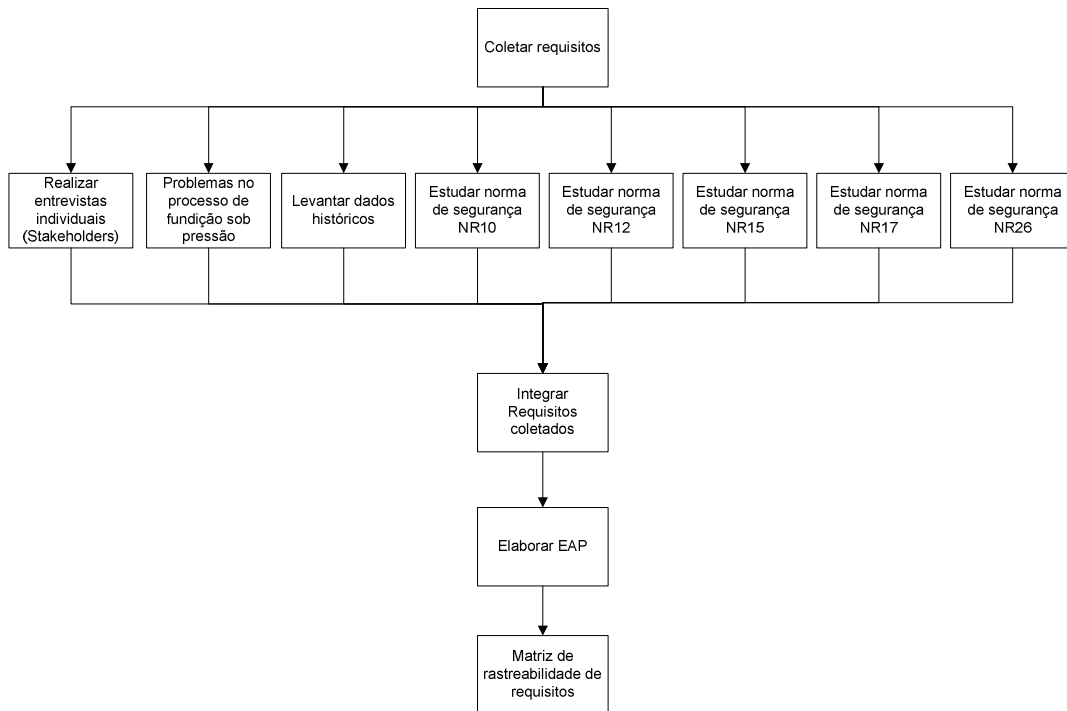 Coletar requisitos
Realizar
entrevistas
individuais
(Stakeholders)
Problemas no
processo de
fundição sob
pressão
Levantar dados
históricos
Estudar norma
de segurança
NR10
Estudar norma
de segurança
NR12
Estudar norma
de segurança
NR15
Estudar norma
de segurança
NR17
Estudar norma
de segurança
NR26
Integrar
Requisitos
coletados
Elaborar EAP
Matriz de
rastreabilidade de
requisitos